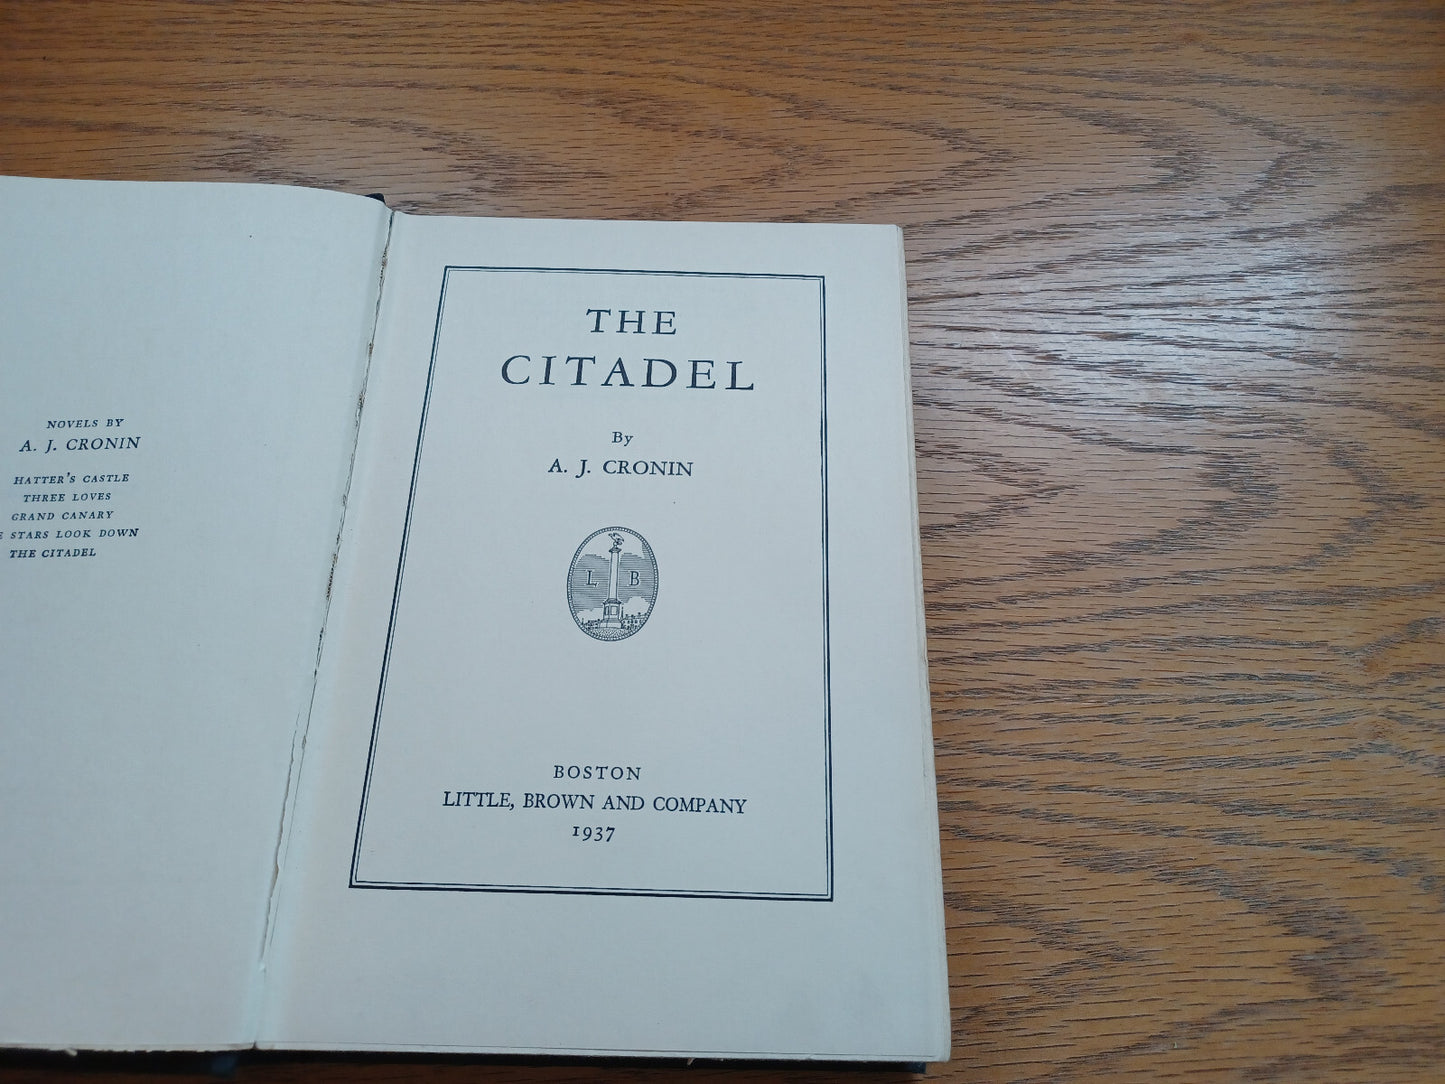 NOVELS BY
A. J. CRONIN
HATTER'S CASTLE
THREE LOVES
GRAND CANARY
E STARS LOOK DOWN
THE CITADEL
THE
CITADEL
By
A. J. CRONIN
L B
BOSTON
LITTLE, BROWN AND COMPANY
1937